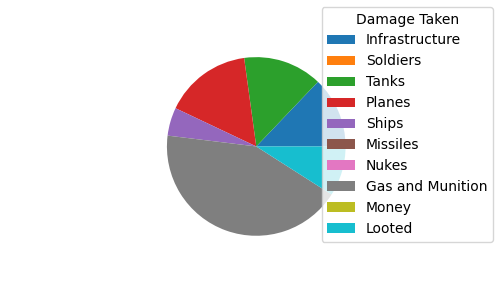 Damage Taken
Infrastructure
Soldiers
Tanks
Planes
Ships
Missiles
Nukes
Gas and Munition
Money
Looted